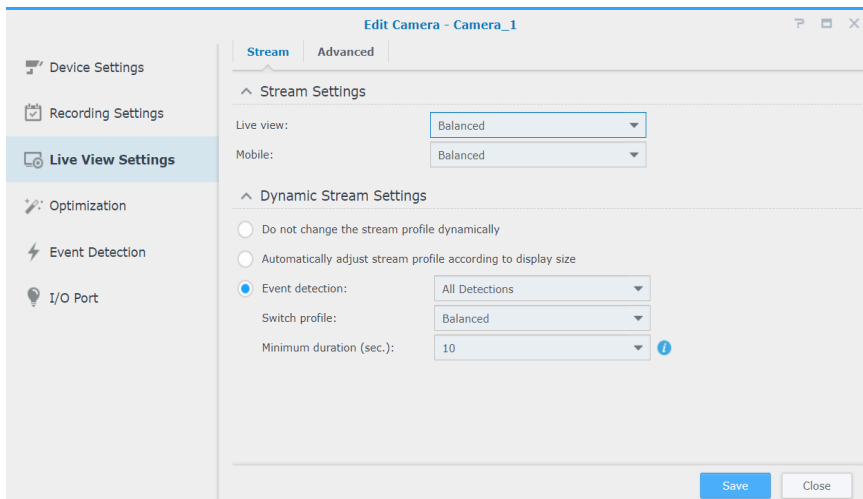 Edit Camera - Camera_1
Device Settings
Recording Settings
Live View Settings
Optimization
Event Detection
I/O Port
Stream Advanced
Stream Settings
Live view: Balanced
Mobile: Balanced
Dynamic Stream Settings
Do not change the stream profile dynamically
Automatically adjust stream profile according to display size
Event detection: All Detections
Switch profile: Balanced
Minimum duration (sec.): 10
Save Close